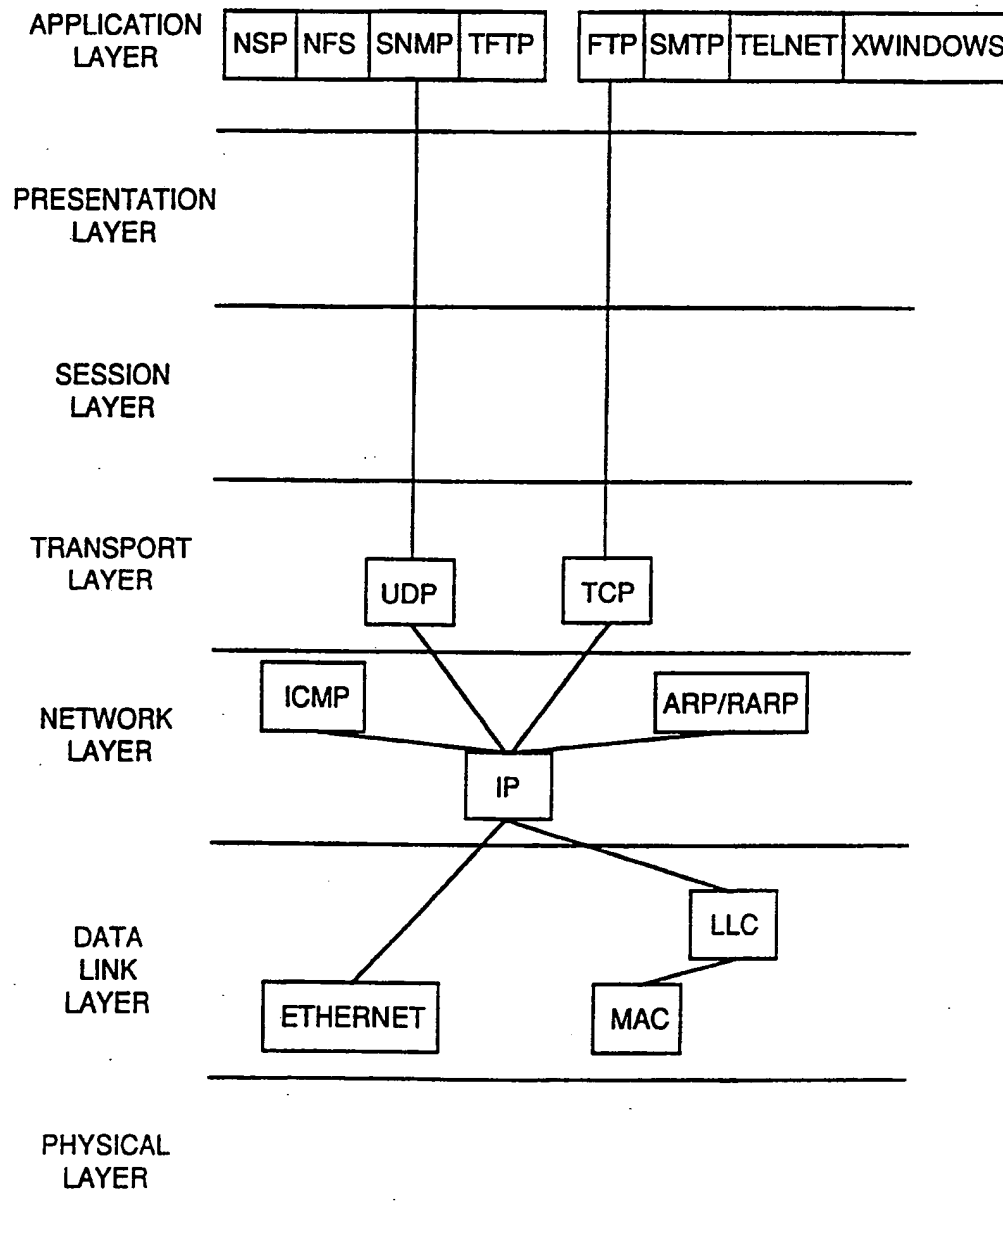 APPLICATION
LAYER
NSP NFS SNMP TFTP FTP SMTP TELNET XWINDOWS
PRESENTATION
LAYER
SESSION
LAYER
TRANSPORT
LAYER
UDP TCP
NETWORK
LAYER
ICMP ARP/RARP
IP
DATA
LINK
LAYER
LLC
ETHERNET MAC
PHYSICAL
LAYER